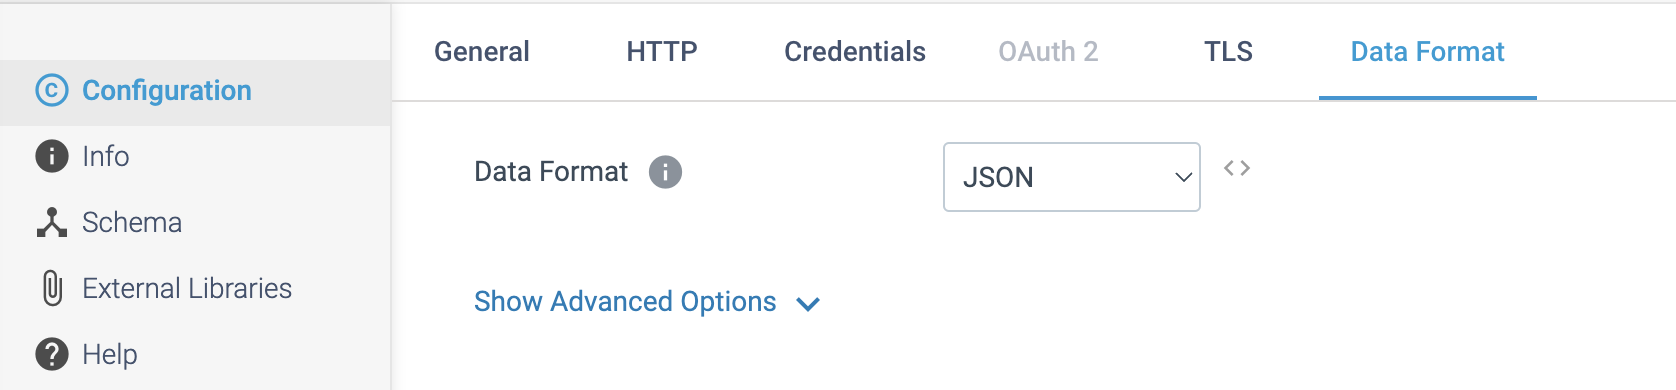 General
HTTP
Credentials
OAuth 2
TLS
Data Format
Configuration
Info
Schema
External Libraries
Help
Data Format
JSON
Show Advanced Options